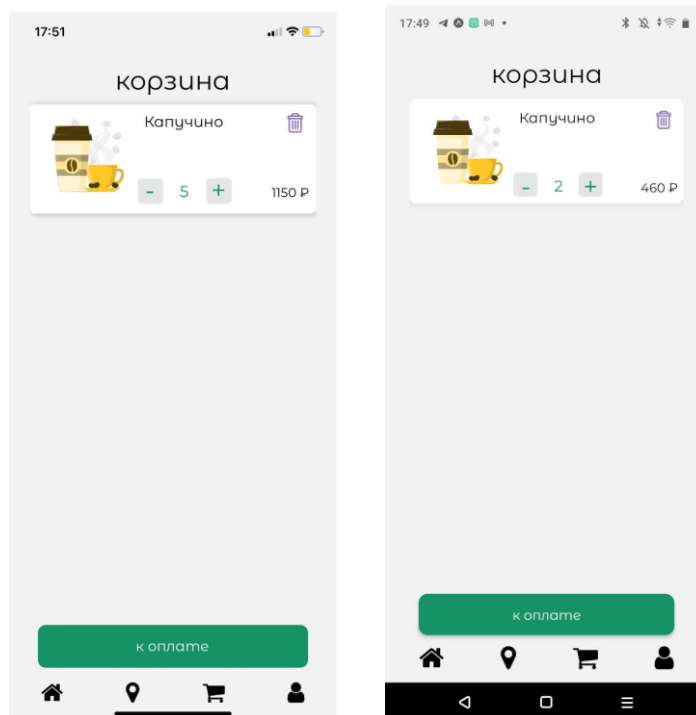 17:51
корзина
Капучино
- 5 +
1150 ₽
к оплате
17:49
корзина
Капучино
- 2 +
460 ₽
к оплате